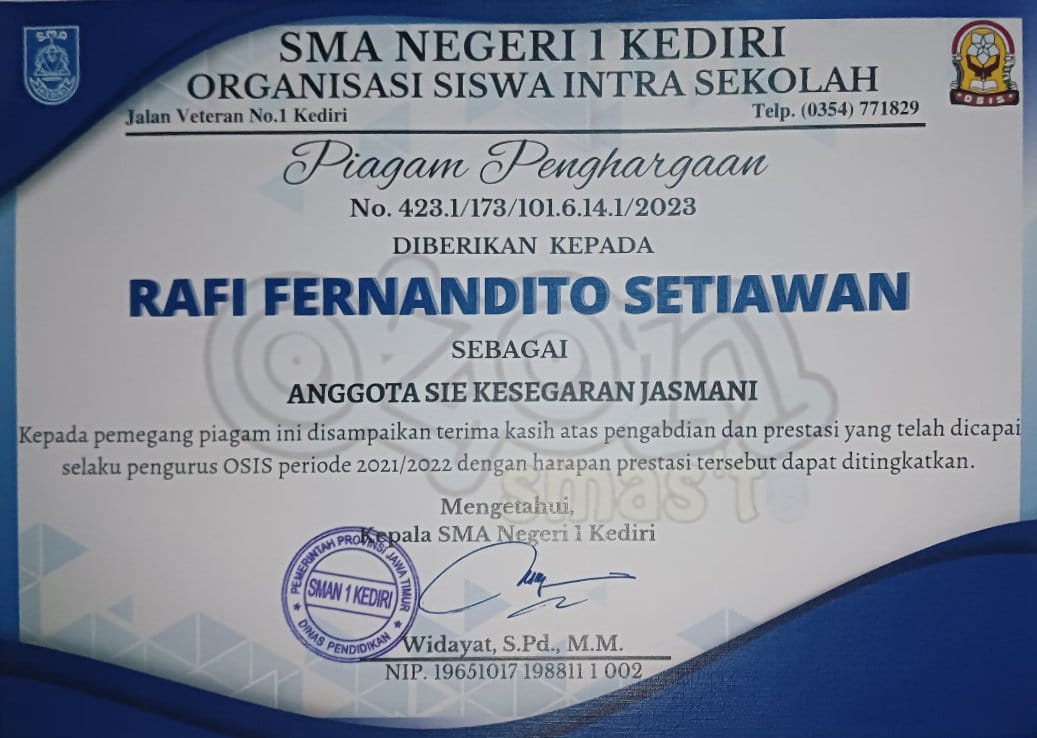 SMA NEGERI 1 KEDIRI
ORGANISASI SISWA INTRA SEKOLAH
Jalan Veteran No.1 Kediri
Telp. (0354) 771829
OSIS
Piagam Penghargaan
No. 423.1/173/101.6.14.1/2023
DIBERIKAN KEPADA
RAFI FERNANDITO SETIAWAN
SEBAGAI
ANGGOTA SIE KESEGARAN JASMANI
Kepada pemegang piagam ini disampaikan terima kasih atas pengabdian dan prestasi yang telah dicapai
selaku pengurus OSIS periode 2021/2022 dengan harapan prestasi tersebut dapat ditingkatkan.
smas't
Mengetahui,
Kepala SMA Negeri 1 Kediri
PEMERINTAH PROVINSI JAWA TIMUR
SMAN 1 KEDIRI
DINAS PENDIDIKAN
Widayat, S.Pd., M.M.
NIP. 19651017 198811 1 002